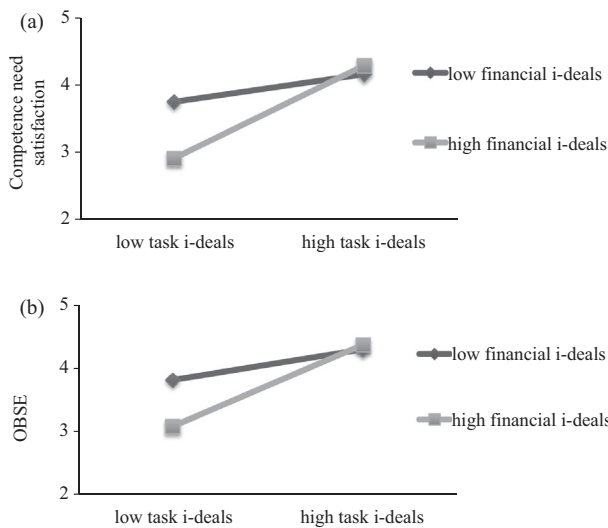 (a)
5
4
3
2
Competence need
satisfaction
low task i-deals
high task i-deals
low financial i-deals
high financial i-deals
(b)
5
4
3
2
OBSE
low task i-deals
high task i-deals
low financial i-deals
high financial i-deals